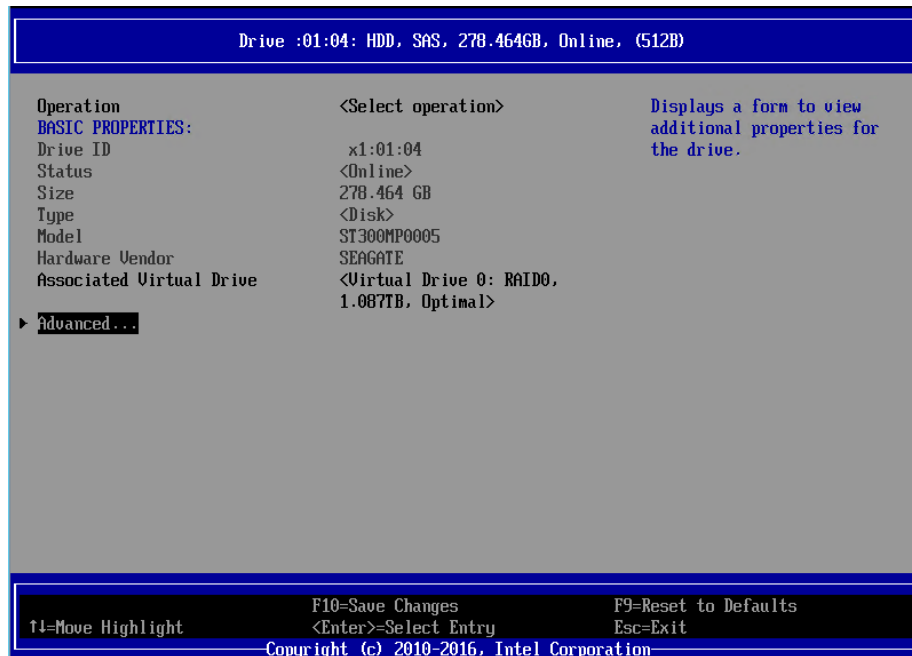 Drive :01:04: HDD, SAS, 278.464GB, Online, (512B)
Operation <Select operation>
BASIC PROPERTIES:
Drive ID x1:01:04
Status <Online>
Size 278.464 GB
Type <Disk>
Model ST300MP0005
Hardware Vendor SEAGATE
Associated Virtual Drive <Virtual Drive 0: RAID0,
1.087TB, Optimal>
Advanced...
Displays a form to view
additional properties for
the drive.
F10=Save Changes F9=Reset to Defaults
↑↓=Move Highlight <Enter>=Select Entry Esc=Exit
Copyright (c) 2010-2016, Intel Corporation